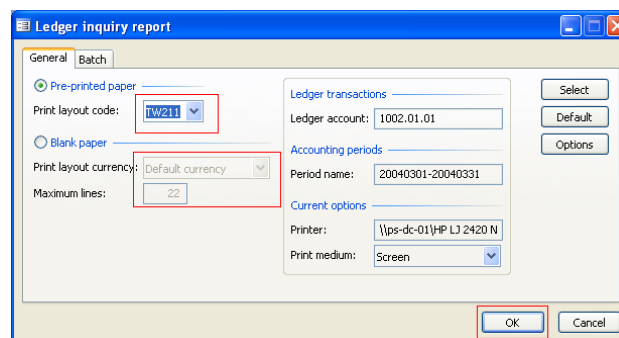 Ledger inquiry report
General Batch
Pre-printed paper
Print layout code: TW211
Blank paper
Print layout currency: Default currency
Maximum lines: 22
Ledger transactions
Ledger account: 1002.01.01
Accounting periods
Period name: 20040301-20040331
Current options
Printer: \\ps-dc-01\HP LJ 2420 N
Print medium: Screen
Select
Default
Options
OK Cancel